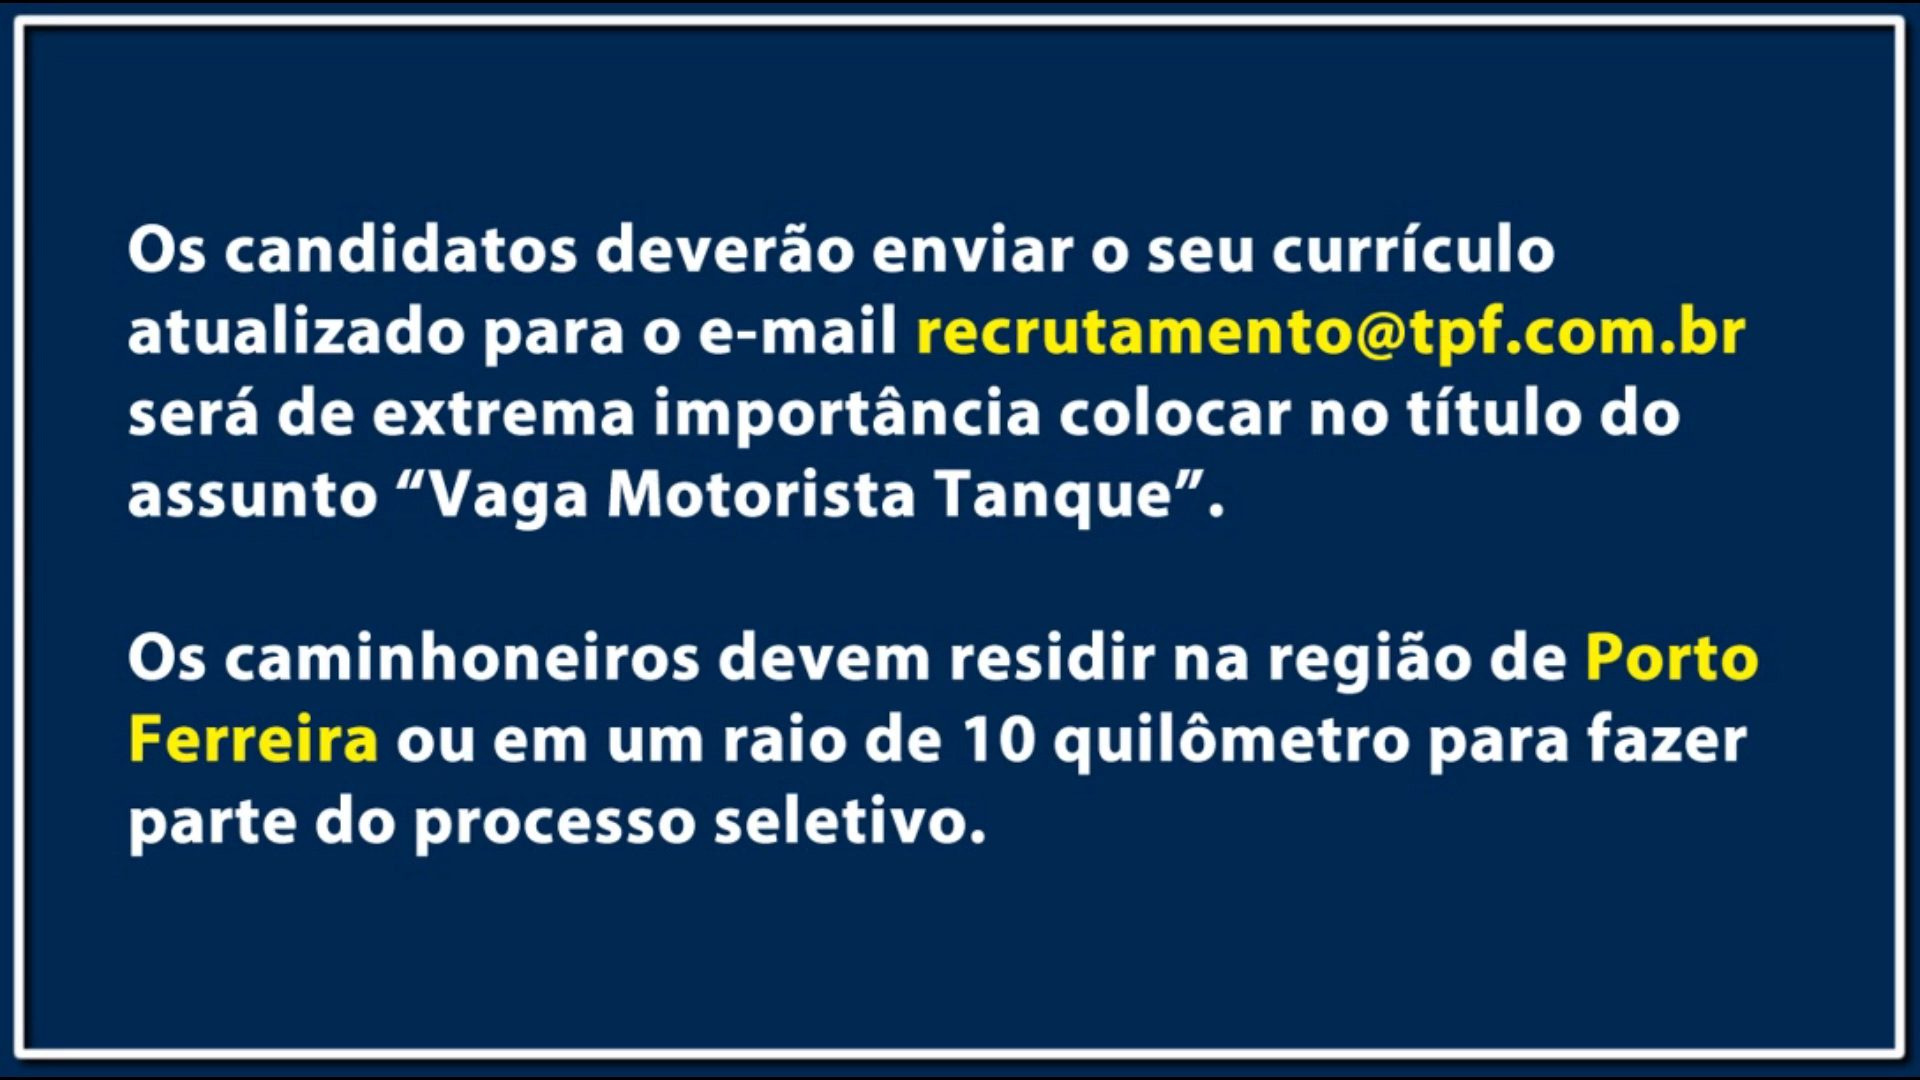 Os candidatos deverão enviar o seu currículo
atualizado para o e-mail recrutamento@tpf.com.br
será de extrema importância colocar no título do
assunto “Vaga Motorista Tanque”.
Os caminhoneiros devem residir na região de Porto
Ferreira ou em um raio de 10 quilômetro para fazer
parte do processo seletivo.